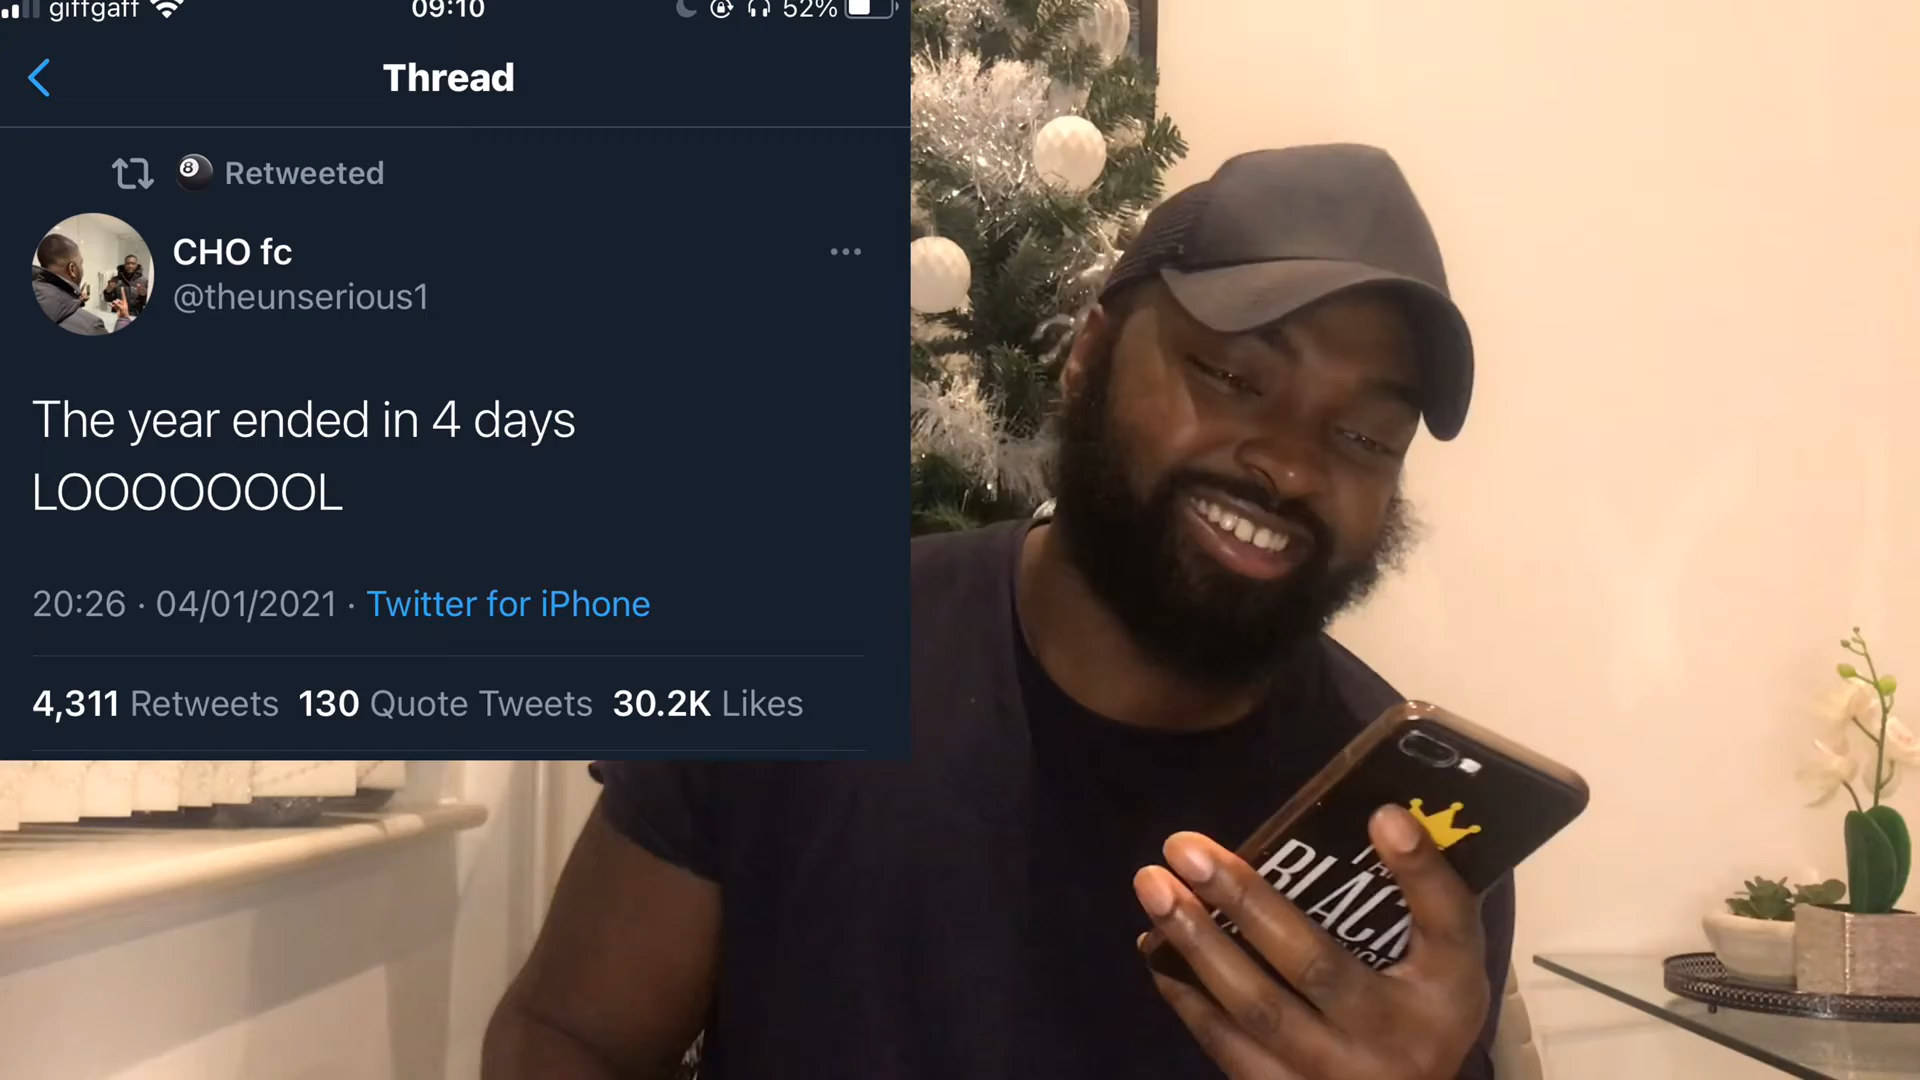 giffgaff 09:10 52%
Thread
8 Retweeted
CHO fc
@theunserious1
The year ended in 4 days
LOOOOOOOL
20:26 · 04/01/2021 · Twitter for iPhone
4,311 Retweets 130 Quote Tweets 30.2K Likes
BLACK